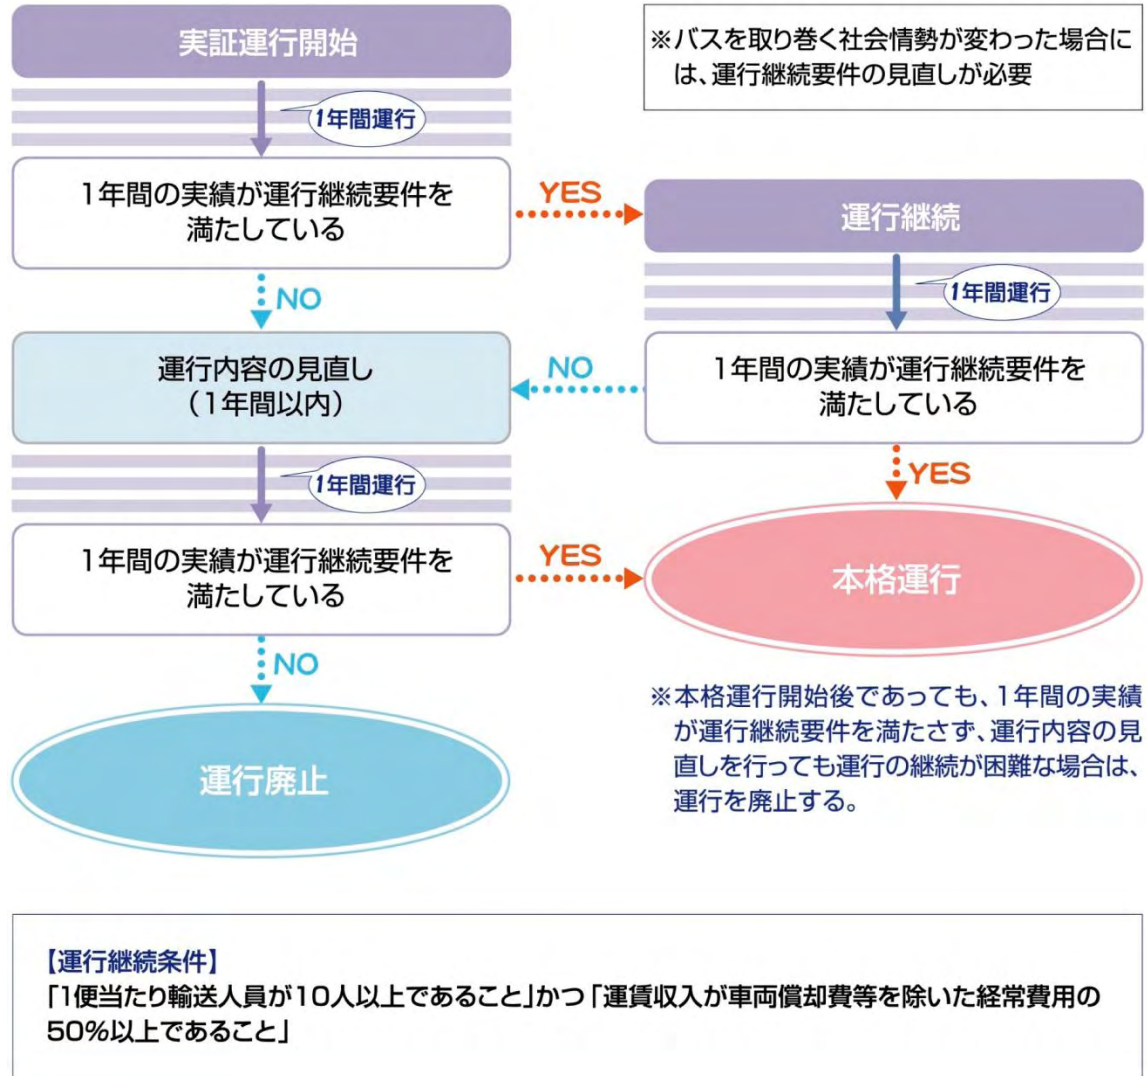 実証運行開始
※バスを取り巻く社会情勢が変わった場合に
は、運行継続要件の見直しが必要
1年間運行
1年間の実績が運行継続要件を
満たしている
YES
運行継続
NO
1年間運行
運行内容の見直し
（1年間以内）
NO
1年間の実績が運行継続要件を
満たしている
1年間運行
YES
1年間の実績が運行継続要件を
満たしている
YES
本格運行
NO
運行廃止
※本格運行開始後であっても、1年間の実績
が運行継続要件を満たさず、運行内容の見
直しを行っても運行の継続が困難な場合は、
運行を廃止する。
【運行継続条件】
「1便当たり輸送人員が10人以上であること」かつ「運賃収入が車両償却費等を除いた経常費用の
50％以上であること」